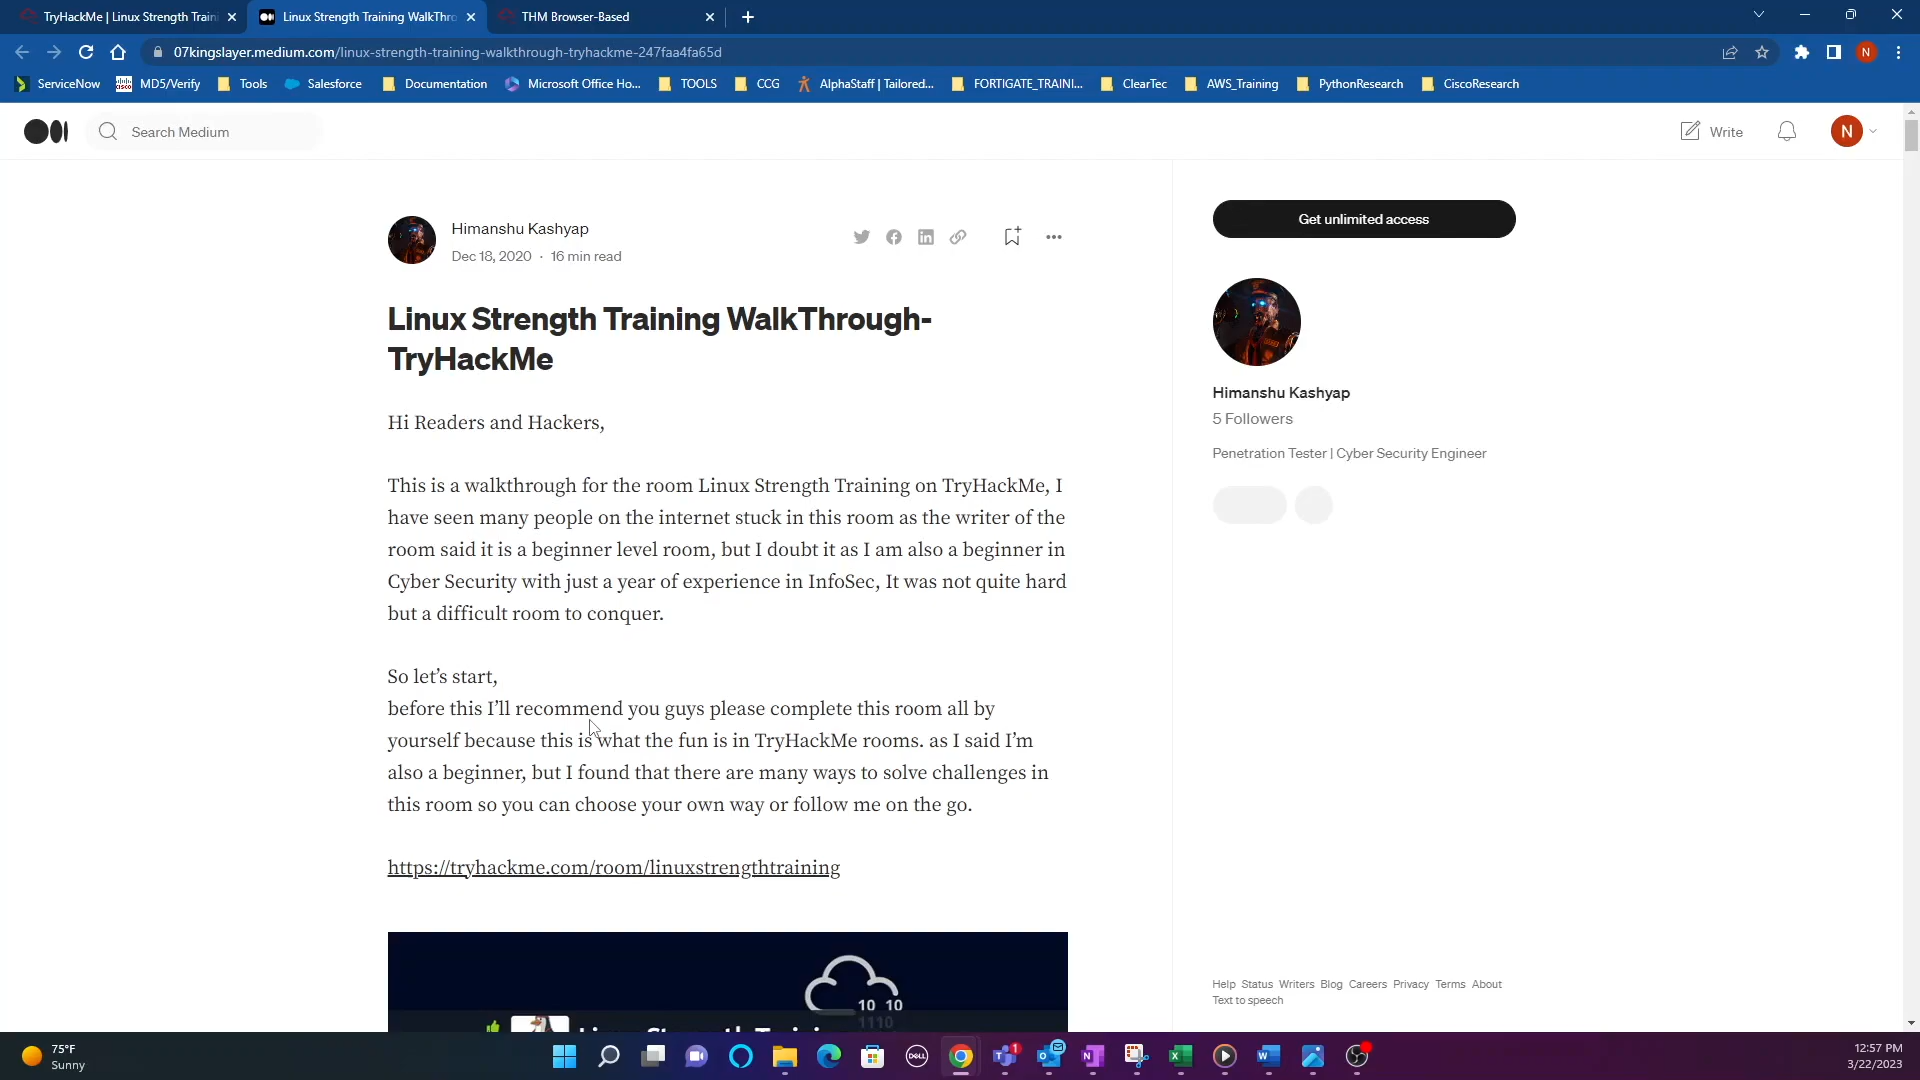 TryHackMe | Linux Strength Traini
Linux Strength Training WalkThro
THM Browser-Based
07kingslayer.medium.com/linux-strength-training-walkthrough-tryhackme-247faa4fa65d
N
ServiceNow
MD5/Verify
Tools
Salesforce
Documentation
Microsoft Office Ho...
TOOLS
CCG
AlphaStaff | Tailored...
FORTIGATE_TRAINI...
ClearTec
AWS_Training
PythonResearch
CiscoResearch
Search Medium
Write
N
Himanshu Kashyap
Dec 18, 2020 · 16 min read
Linux Strength Training WalkThrough-
TryHackMe
Hi Readers and Hackers,
This is a walkthrough for the room Linux Strength Training on TryHackMe, I
have seen many people on the internet stuck in this room as the writer of the
room said it is a beginner level room, but I doubt it as I am also a beginner in
Cyber Security with just a year of experience in InfoSec, It was not quite hard
but a difficult room to conquer.
So let’s start,
before this I’ll recommend you guys please complete this room all by
yourself because this is what the fun is in TryHackMe rooms. as I said I’m
also a beginner, but I found that there are many ways to solve challenges in
this room so you can choose your own way or follow me on the go.
https://tryhackme.com/room/linuxstrengthtraining
10 10
1110
Linux Strength Training
Get unlimited access
Himanshu Kashyap
5 Followers
Penetration Tester | Cyber Security Engineer
Help Status Writers Blog Careers Privacy Terms About
Text to speech
75°F
Sunny
DELL
1
12:57 PM
3/22/2023